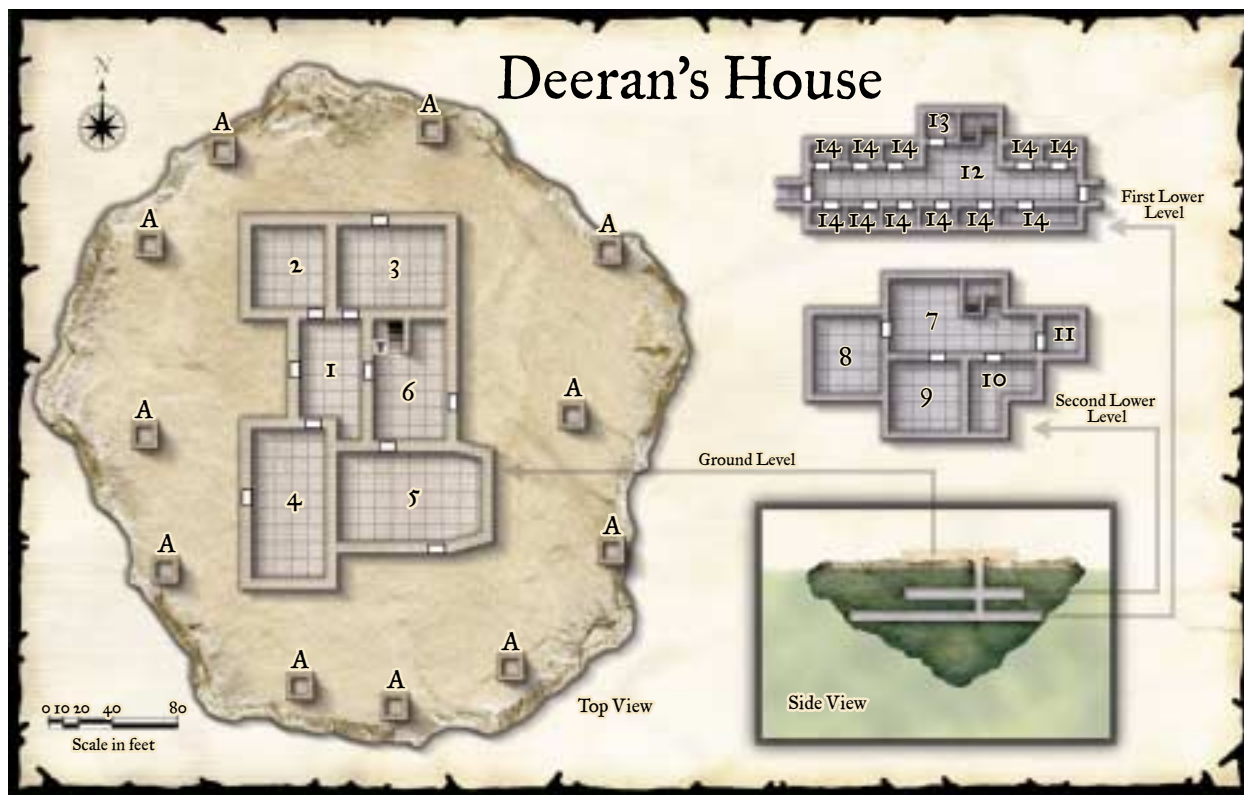 Deeran's House
N
A
A
A
A
A
A
A
A
A
A
A
A
2
3
1
T
6
4
5
13
14 14 14 14 14
12
14 14 14 14 14 14
First Lower
Level
7
8
11
9
10
Second Lower
Level
Ground Level
Side View
Top View
0 10 20 40 80
Scale in feet